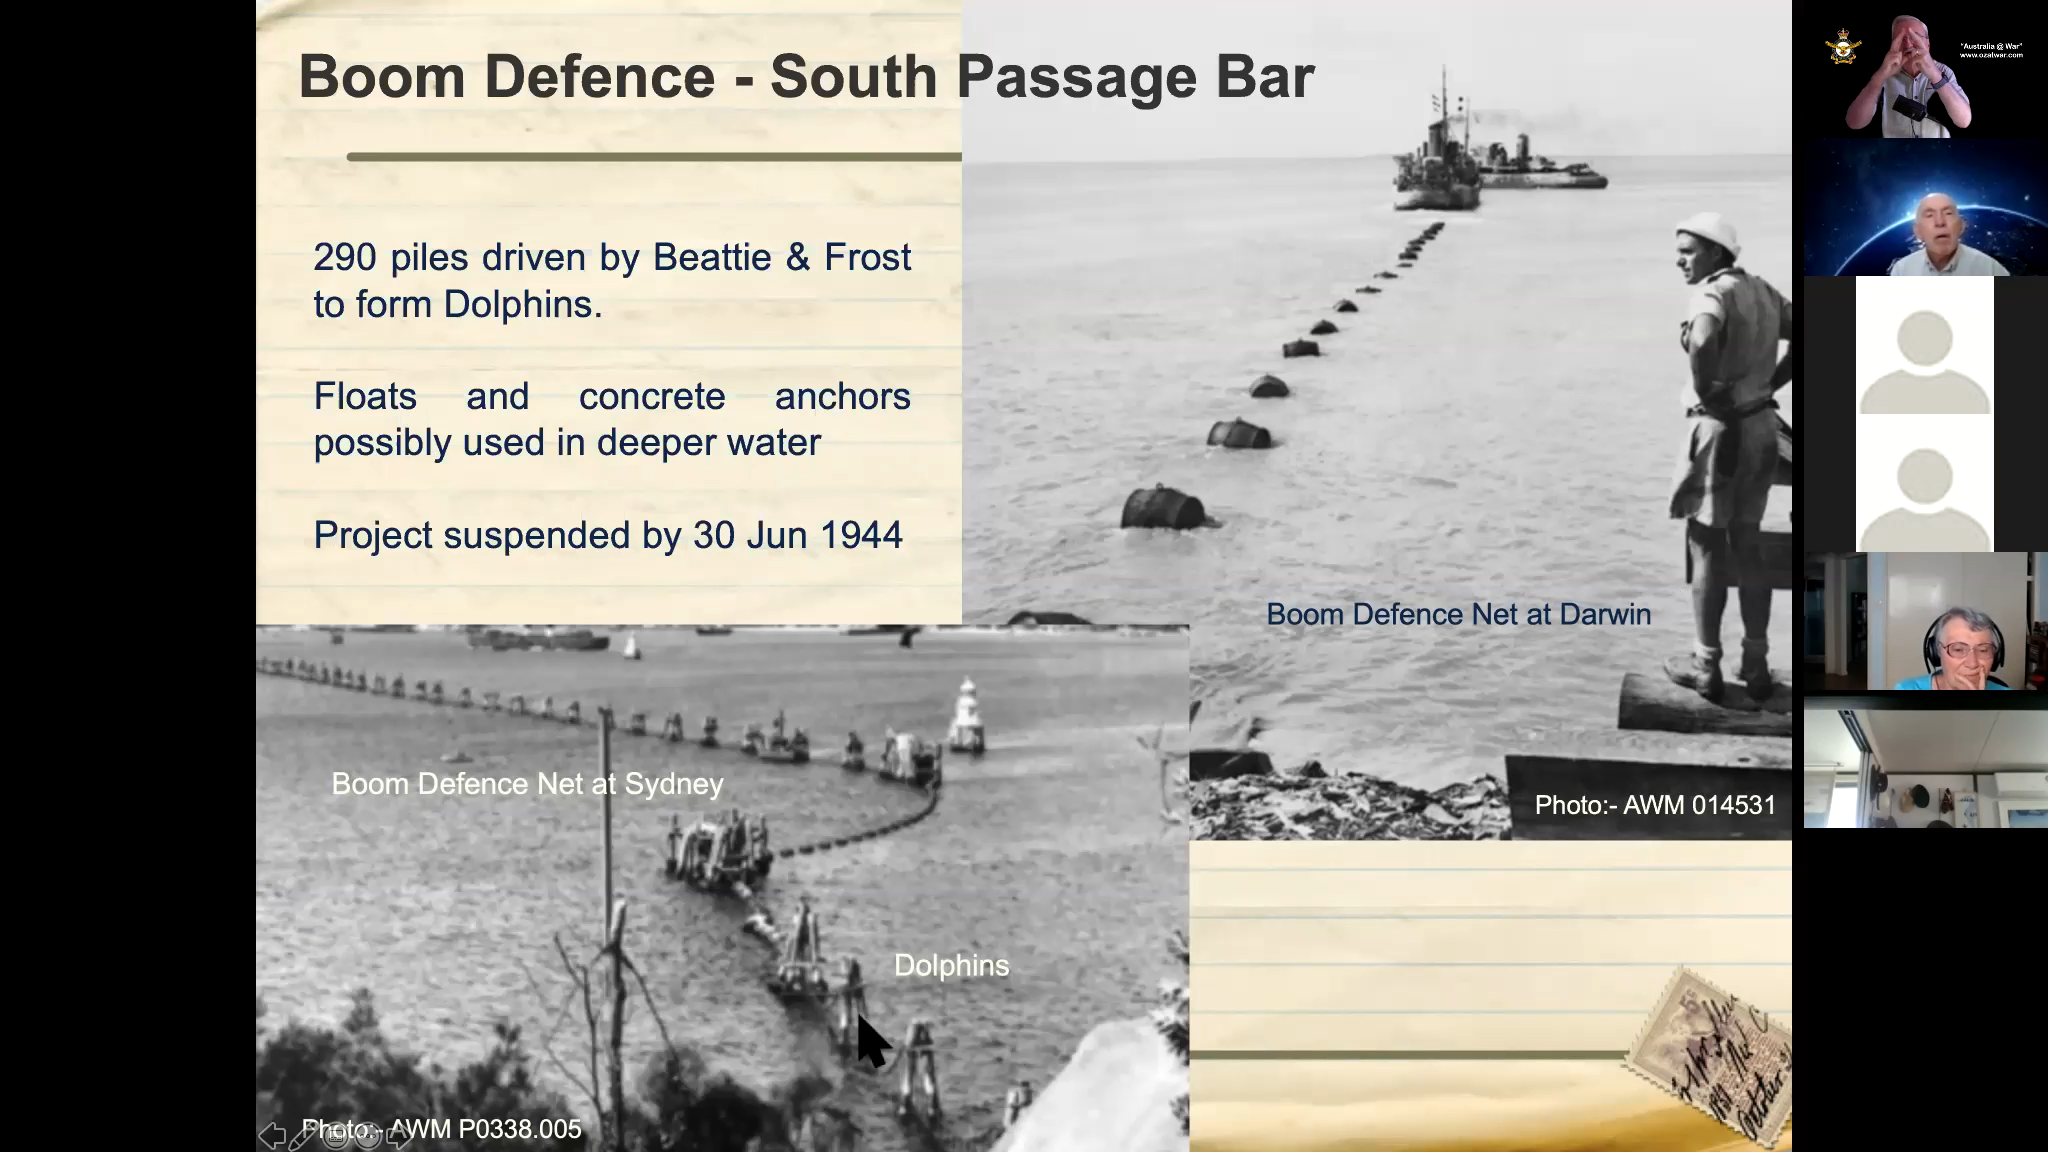 Boom Defence - South Passage Bar
290 piles driven by Beattie & Frost
to form Dolphins.
Floats and concrete anchors
possibly used in deeper water
Project suspended by 30 Jun 1944
Boom Defence Net at Darwin
Photo:- AWM 014531
Boom Defence Net at Sydney
Dolphins
Photo:- AWM P0338.005
"Australia @ War"
www.ozatwar.com